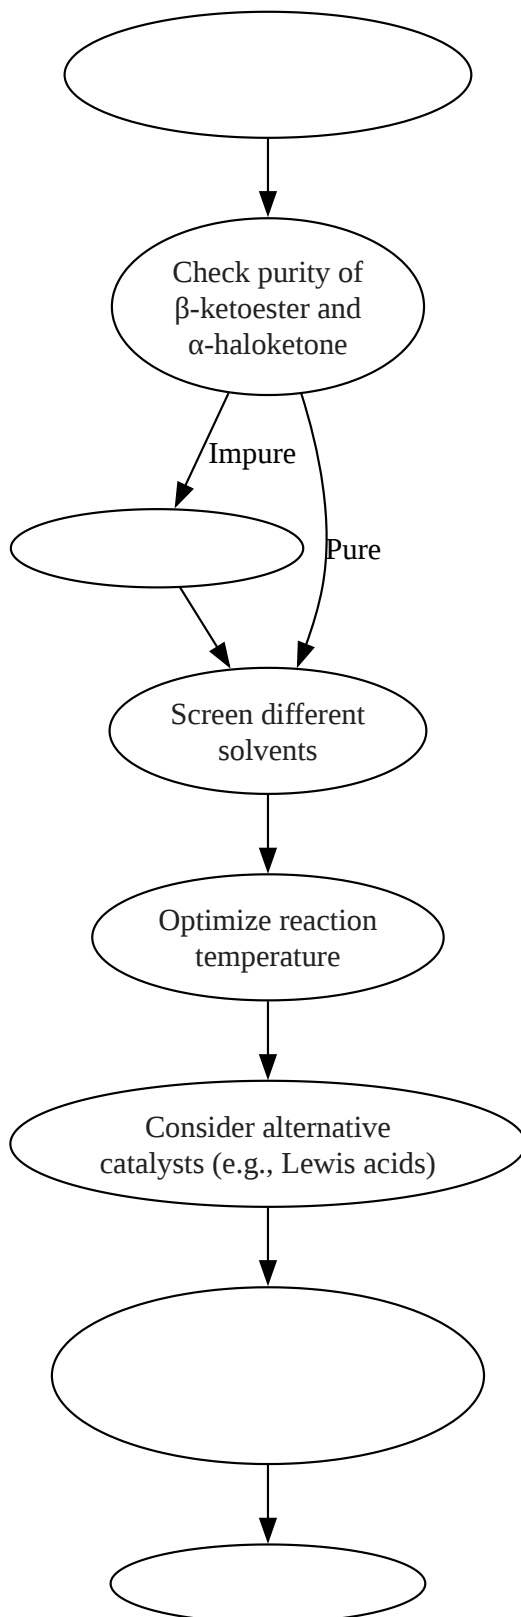 Check purity of
β-ketoester and
α-haloketone
Impure
Pure
Screen different
solvents
Optimize reaction
temperature
Consider alternative
catalysts (e.g., Lewis acids)